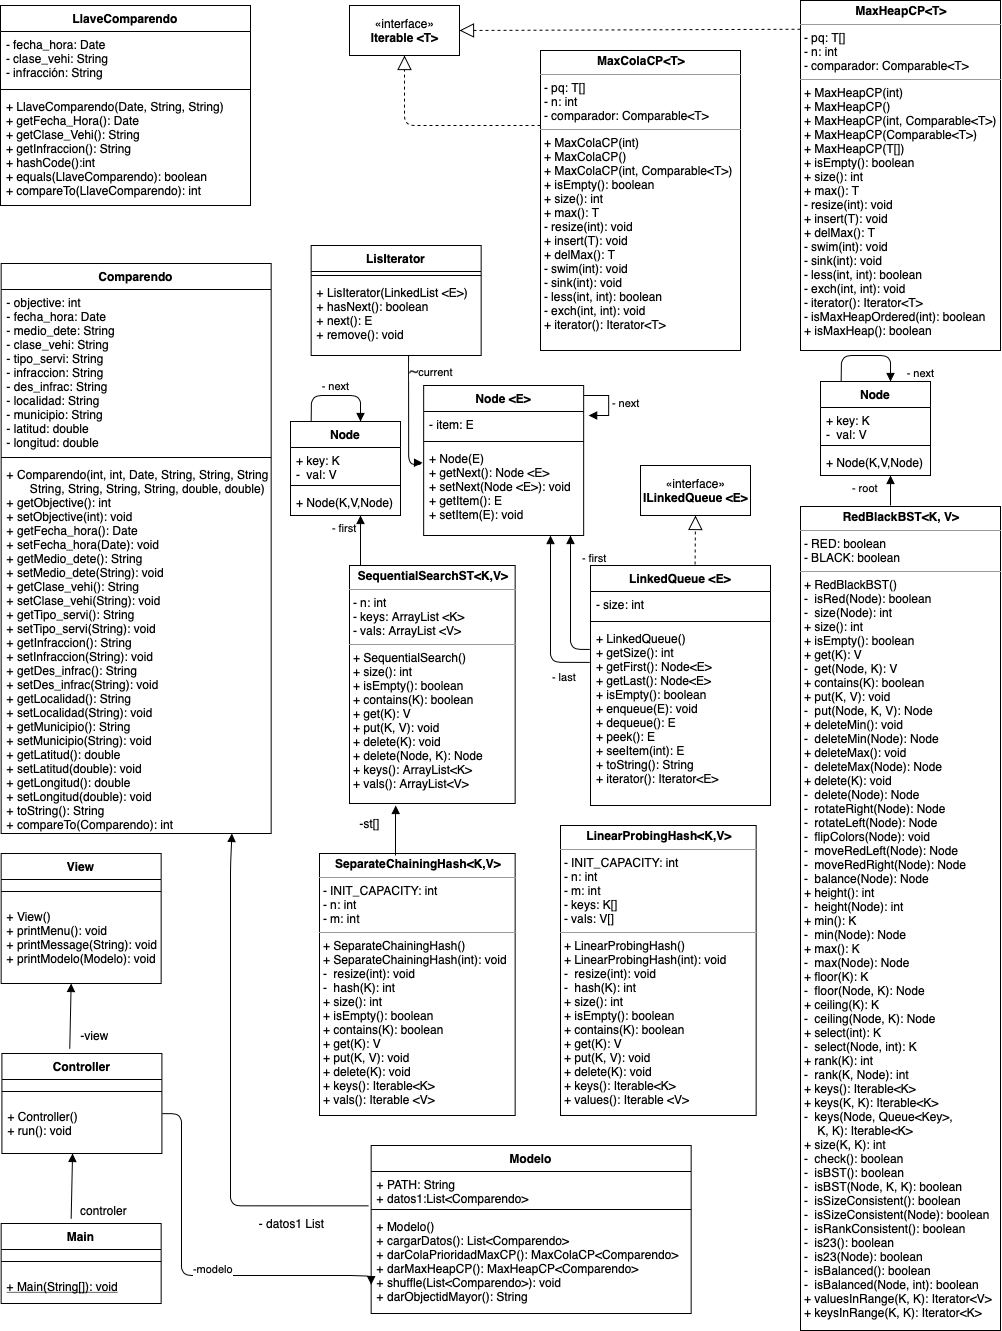 LlaveComparendo
- fecha_hora: Date
- clase_vehi: String
- infracción: String
+ LlaveComparendo(Date, String, String)
+ getFecha_Hora(): Date
+ getClase_Vehi(): String
+ getInfraccion(): String
+ hashCode():int
+ equals(LlaveComparendo): boolean
+ compareTo(LlaveComparendo): int
«interface»
Iterable <T>
MaxColaCP<T>
- pq: T[]
- n: int
- comparador: Comparable<T>
+ MaxColaCP(int)
+ MaxColaCP()
+ MaxColaCP(int, Comparable<T>)
+ isEmpty(): boolean
+ size(): int
+ max(): T
- resize(int): void
+ insert(T): void
+ delMax(): T
- swim(int): void
- sink(int): void
- less(int, int): boolean
- exch(int, int): void
+ iterator(): Iterator<T>
MaxHeapCP<T>
- pq: T[]
- n: int
- comparador: Comparable<T>
+ MaxHeapCP(int)
+ MaxHeapCP()
+ MaxHeapCP(int, Comparable<T>)
+ MaxHeapCP(Comparable<T>)
+ MaxHeapCP(T[])
+ isEmpty(): boolean
+ size(): int
+ max(): T
- resize(int): void
+ insert(T): void
+ delMax(): T
- swim(int): void
- sink(int): void
- less(int, int): boolean
- exch(int, int): void
- iterator(): Iterator<T>
- isMaxHeapOrdered(int): boolean
+ isMaxHeap(): boolean
Comparendo
- objective: int
- fecha_hora: Date
- medio_dete: String
- clase_vehi: String
- tipo_servi: String
- infraccion: String
- des_infrac: String
- localidad: String
- municipio: String
- latitud: double
- longitud: double
+ Comparendo(int, int, Date, String, String, String
String, String, String, String, double, double)
+ getObjective(): int
+ setObjective(int): void
+ getFecha_hora(): Date
+ setFecha_hora(Date): void
+ getMedio_dete(): String
+ setMedio_dete(String): void
+ getClase_vehi(): String
+ setClase_vehi(String): void
+ getTipo_servi(): String
+ setTipo_servi(String): void
+ getInfraccion(): String
+ setInfraccion(String): void
+ getDes_infrac(): String
+ setDes_infrac(String): void
+ getLocalidad(): String
+ setLocalidad(String): void
+ getMunicipio(): String
+ setMunicipio(String): void
+ getLatitud(): double
+ setLatitud(double): void
+ getLongitud(): double
+ setLongitud(double): void
+ toString(): String
+ compareTo(Comparendo): int
LisIterator
+ LisIterator(LinkedList <E>)
+ hasNext(): boolean
+ next(): E
+ remove(): void
~current
- next
Node
+ key: K
- val: V
+ Node(K,V,Node)
- first
Node <E>
- item: E
+ Node(E)
+ getNext(): Node <E>
+ setNext(Node <E>): void
+ getItem(): E
+ setItem(E): void
- next
«interface»
ILinkedQueue <E>
- next
Node
+ key: K
- val: V
+ Node(K,V,Node)
- root
SequentialSearchST<K,V>
- n: int
- keys: ArrayList <K>
- vals: ArrayList <V>
+ SequentialSearch()
+ size(): int
+ isEmpty(): boolean
+ contains(K): boolean
+ get(K): V
+ put(K, V): void
+ delete(K): void
+ delete(Node, K): Node
+ keys(): ArrayList<K>
+ vals(): ArrayList<V>
- first
- last
LinkedQueue <E>
- size: int
+ LinkedQueue()
+ getSize(): int
+ getFirst(): Node<E>
+ getLast(): Node<E>
+ isEmpty(): boolean
+ enqueue(E): void
+ dequeue(): E
+ peek(): E
+ seeItem(int): E
+ toString(): String
+ iterator(): Iterator<E>
RedBlackBST<K, V>
- RED: boolean
- BLACK: boolean
+ RedBlackBST()
- isRed(Node): boolean
- size(Node): int
+ size(): int
+ isEmpty(): boolean
+ get(K): V
- get(Node, K): V
+ contains(K): boolean
+ put(K, V): void
- put(Node, K, V): Node
+ deleteMin(): void
- deleteMin(Node): Node
+ deleteMax(): void
- deleteMax(Node): Node
+ delete(K): void
- delete(Node): Node
- rotateRight(Node): Node
- rotateLeft(Node): Node
- flipColors(Node): void
- moveRedLeft(Node): Node
- moveRedRight(Node): Node
- balance(Node): Node
+ height(): int
- height(Node): int
+ min(): K
- min(Node): Node
+ max(): K
- max(Node): Node
+ floor(K): K
- floor(Node, K): Node
+ ceiling(K): K
- ceiling(Node, K): Node
+ select(int): K
- select(Node, int): K
+ rank(K): int
- rank(K, Node): int
+ keys(): Iterable<K>
+ keys(K, K): Iterable<K>
- keys(Node, Queue<Key>,
K, K): Iterable<K>
+ size(K, K): int
- check(): boolean
- isBST(): boolean
- isBST(Node, K, K): boolean
- isSizeConsistent(): boolean
- isSizeConsistent(Node): boolean
- isRankConsistent(): boolean
- is23(): boolean
- is23(Node): boolean
- isBalanced(): boolean
- isBalanced(Node, int): boolean
+ valuesInRange(K, K): Iterator<V>
+ keysInRange(K, K): Iterator<K>
-st[]
SeparateChainingHash<K,V>
- INIT_CAPACITY: int
- n: int
- m: int
+ SeparateChainingHash()
+ SeparateChainingHash(int): void
- resize(int): void
- hash(K): int
+ size(): int
+ isEmpty(): boolean
+ contains(K): boolean
+ get(K): V
+ put(K, V): void
+ delete(K): void
+ keys(): Iterable<K>
+ vals(): Iterable <V>
LinearProbingHash<K,V>
- INIT_CAPACITY: int
- n: int
- m: int
- keys: K[]
- vals: V[]
+ LinearProbingHash()
+ LinearProbingHash(int): void
- resize(int): void
- hash(K): int
+ size(): int
+ isEmpty(): boolean
+ contains(K): boolean
+ get(K): V
+ put(K, V): void
+ delete(K): void
+ keys(): Iterable<K>
+ values(): Iterable <V>
View
+ View()
+ printMenu(): void
+ printMessage(String): void
+ printModelo(Modelo): void
-view
Controller
+ Controller()
+ run(): void
controler
Main
+ Main(String[]): void
- datos1 List
-modelo
Modelo
+ PATH: String
+ datos1:List<Comparendo>
+ Modelo()
+ cargarDatos(): List<Comparendo>
+ darColaPrioridadMaxCP(): MaxColaCP<Comparendo>
+ darMaxHeapCP(): MaxHeapCP<Comparendo>
+ shuffle(List<Comparendo>): void
+ darObjectidMayor(): String